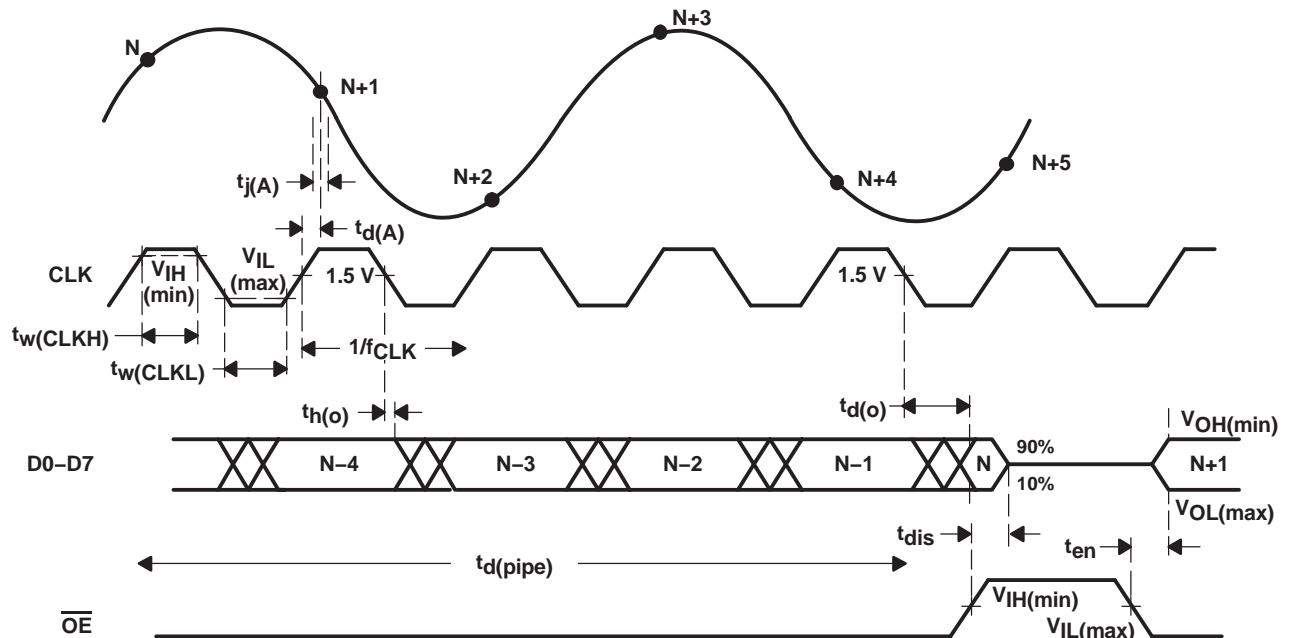 N
N+1
N+2
N+3
N+4
N+5
tj(A)
td(A)
CLK
VIH
(min)
VIL
(max)
1.5 V
1.5 V
tw(CLKH)
tw(CLKL)
1/fCLK
th(o)
td(o)
D0–D7
N–4
N–3
N–2
N–1
N
90%
10%
VOH(min)
N+1
VOL(max)
tdis
ten
td(pipe)
OE
VIH(min)
VIL(max)